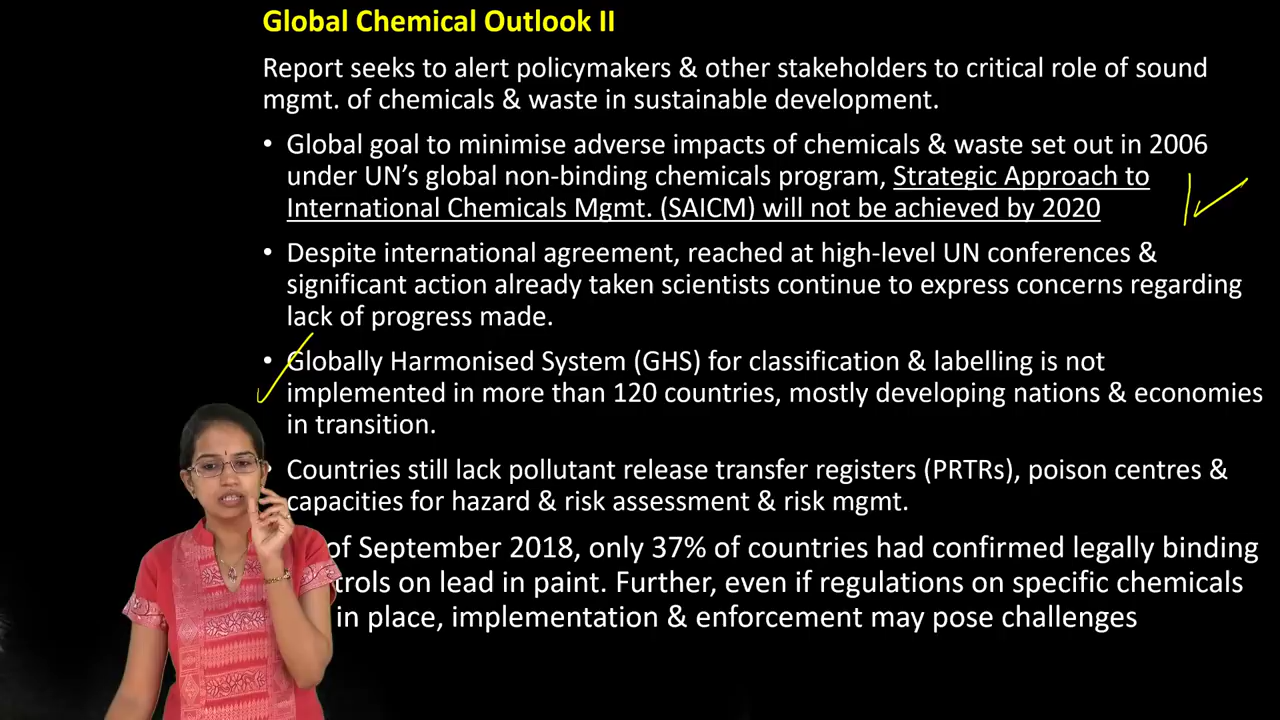 Global Chemical Outlook II
Report seeks to alert policymakers & other stakeholders to critical role of sound
mgmt. of chemicals & waste in sustainable development.
• Global goal to minimise adverse impacts of chemicals & waste set out in 2006
under UN’s global non-binding chemicals program, Strategic Approach to
International Chemicals Mgmt. (SAICM) will not be achieved by 2020
• Despite international agreement, reached at high-level UN conferences &
significant action already taken scientists continue to express concerns regarding
lack of progress made.
• Globally Harmonised System (GHS) for classification & labelling is not
implemented in more than 120 countries, mostly developing nations & economies
in transition.
Countries still lack pollutant release transfer registers (PRTRs), poison centres &
capacities for hazard & risk assessment & risk mgmt.
of September 2018, only 37% of countries had confirmed legally binding
on lead in paint. Further, even if regulations on specific chemicals
in place, implementation & enforcement may pose challenges